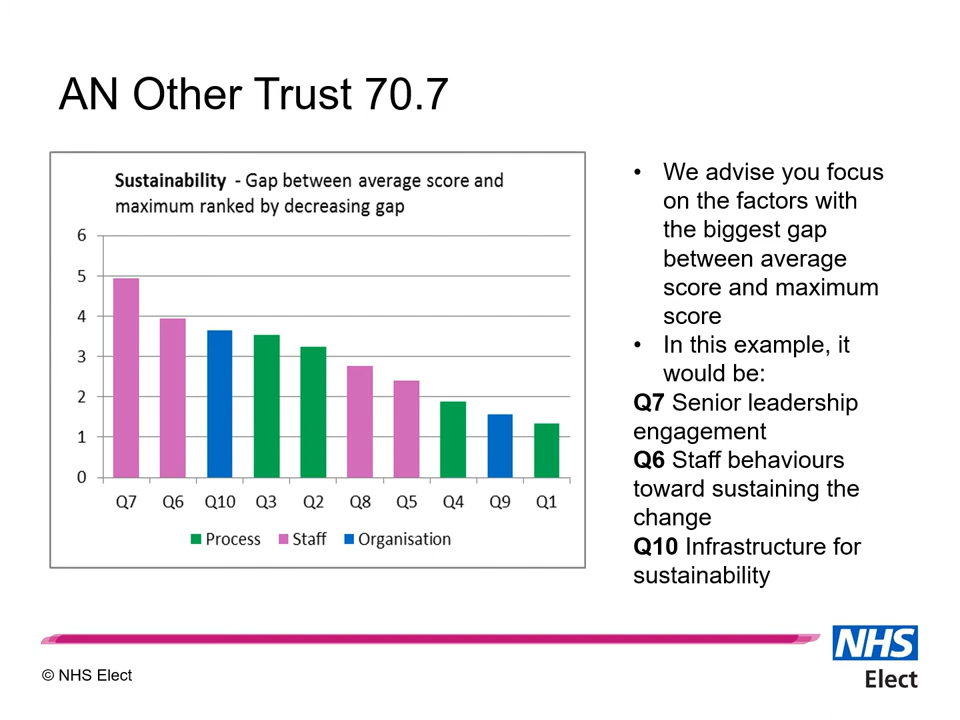 AN Other Trust 70.7
Sustainability - Gap between average score and
maximum ranked by decreasing gap
6
5
4
3
2
1
0
Q7 Q6 Q10 Q3 Q2 Q8 Q5 Q4 Q9 Q1
Process Staff Organisation
• We advise you focus
on the factors with
the biggest gap
between average
score and maximum
score
• In this example, it
would be:
Q7 Senior leadership
engagement
Q6 Staff behaviours
toward sustaining the
change
Q10 Infrastructure for
sustainability
© NHS Elect
NHS
Elect